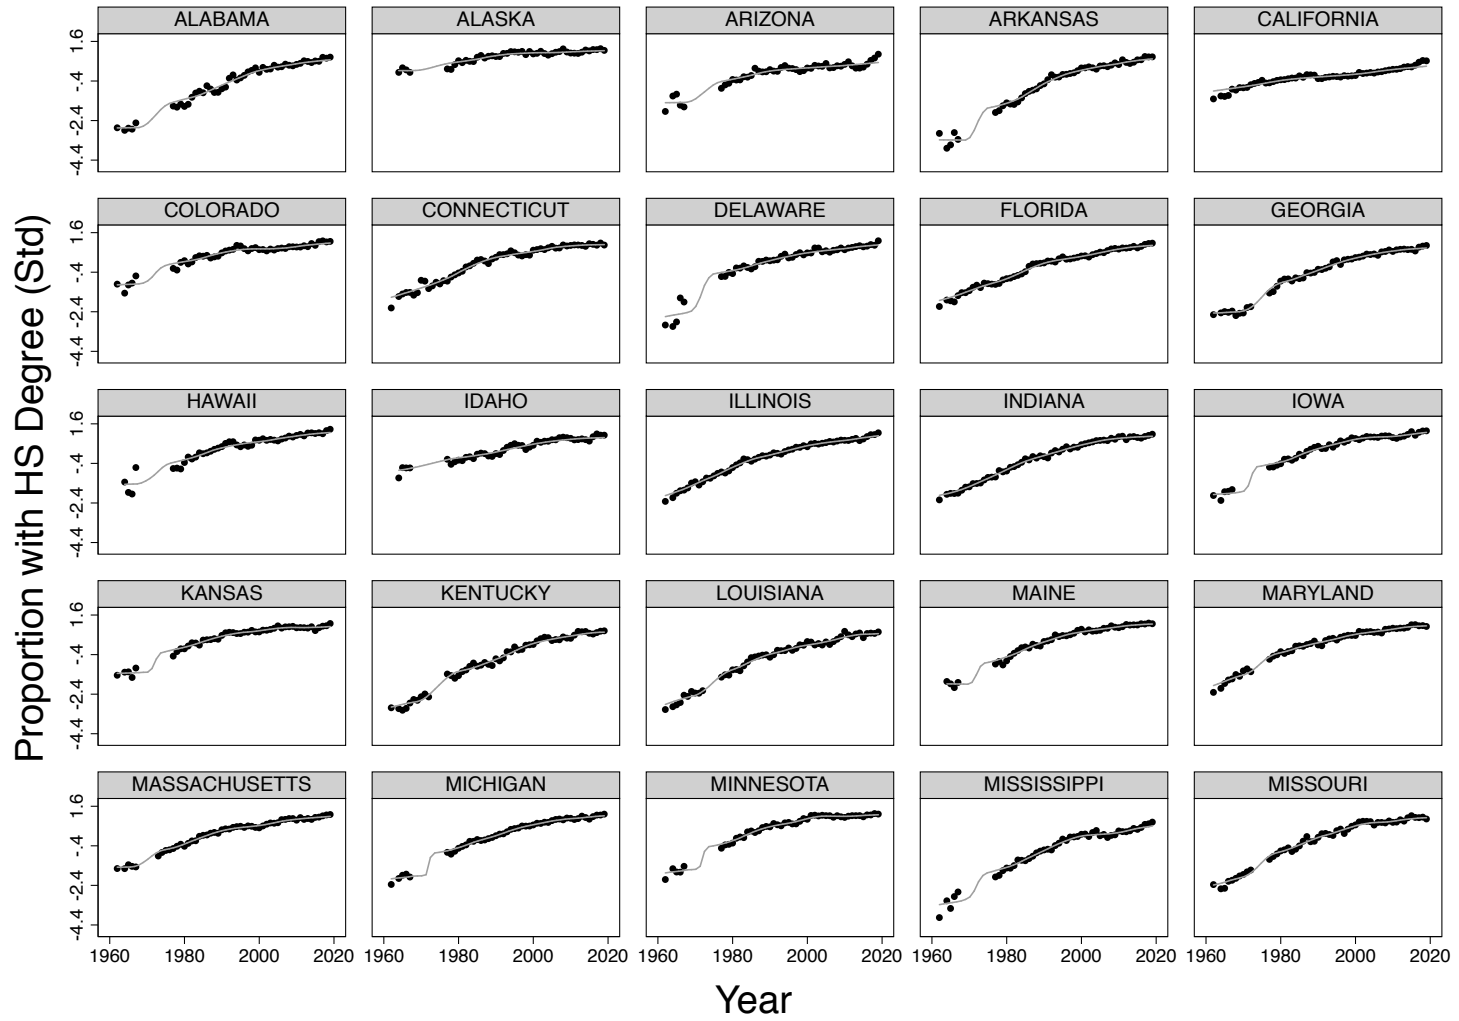 Proportion with HS Degree (Std)
ALABAMA ALASKA ARIZONA ARKANSAS CALIFORNIA
1.6
-.4
-2.4
-4.4
COLORADO CONNECTICUT DELAWARE FLORIDA GEORGIA
1.6
-.4
-2.4
-4.4
HAWAII IDAHO ILLINOIS INDIANA IOWA
1.6
-.4
-2.4
-4.4
KANSAS KENTUCKY LOUISIANA MAINE MARYLAND
1.6
-.4
-2.4
-4.4
MASSACHUSETTS MICHIGAN MINNESOTA MISSISSIPPI MISSOURI
1.6
-.4
-2.4
-4.4
1960 1980 2000 2020 1960 1980 2000 2020 1960 1980 2000 2020 1960 1980 2000 2020 1960 1980 2000 2020
Year